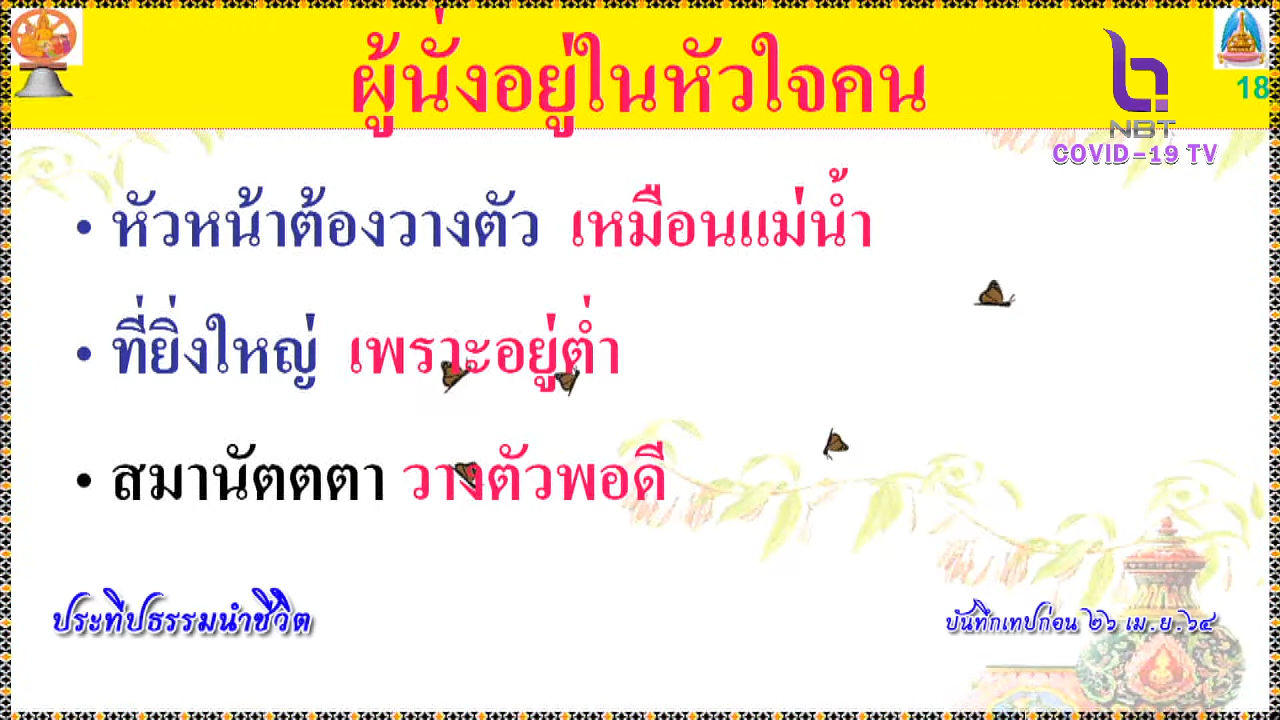 ผู้นั่งอยู่ในหัวใจคน
18
NBT
COVID-19 TV
• หัวหน้าต้องวางตัว เหมือนแม่น้ำ
• ที่ยิ่งใหญ่ เพราะอยู่ต่ำ
• สมานัตตตา วางตัวพอดี
ประทีปธรรมนำชีวิต
บันทึกเทปก่อน ๒๖ เม.ย.๖๔